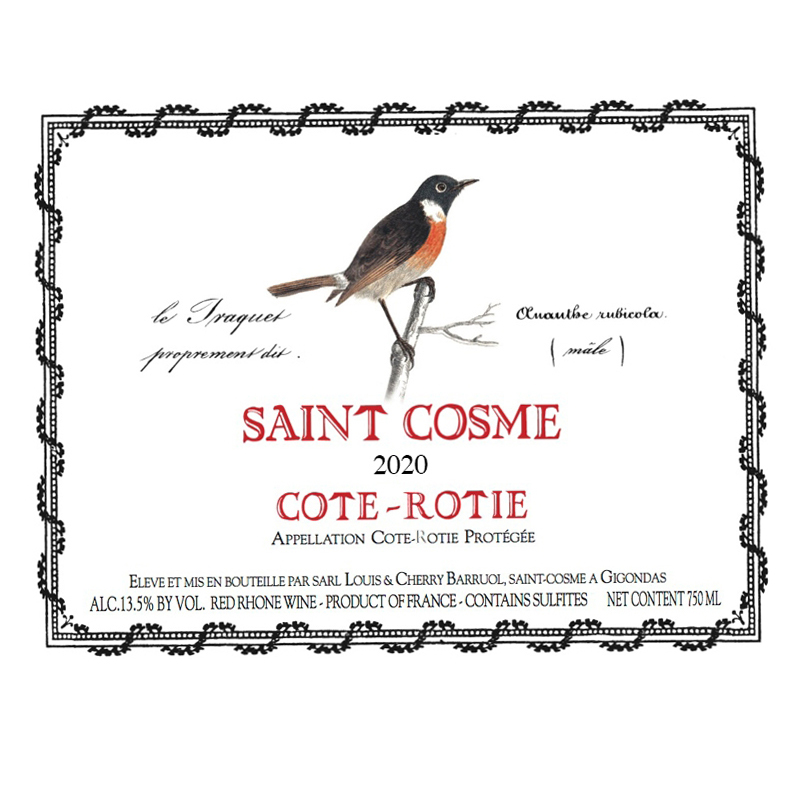 le Traquet
proprement dit.
Œnanthe rubicola.
(mâle)
SAINT COSME
2020
COTE-ROTIE
APPELLATION COTE-ROTIE PROTÉGÉE
ELEVE ET MIS EN BOUTEILLE PAR SARL LOUIS & CHERRY BARRUOL, SAINT-COSME A GIGONDAS
ALC.13.5% BY VOL. RED RHONE WINE - PRODUCT OF FRANCE - CONTAINS SULFITES NET CONTENT 750 ML